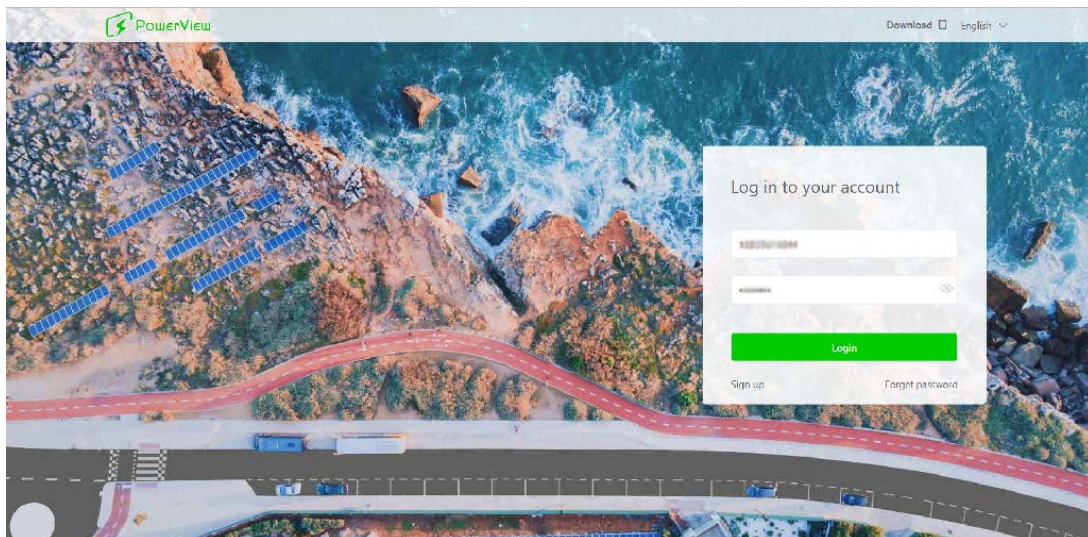 PowerView
Download English
Log in to your account
Login
Sign up Forget password